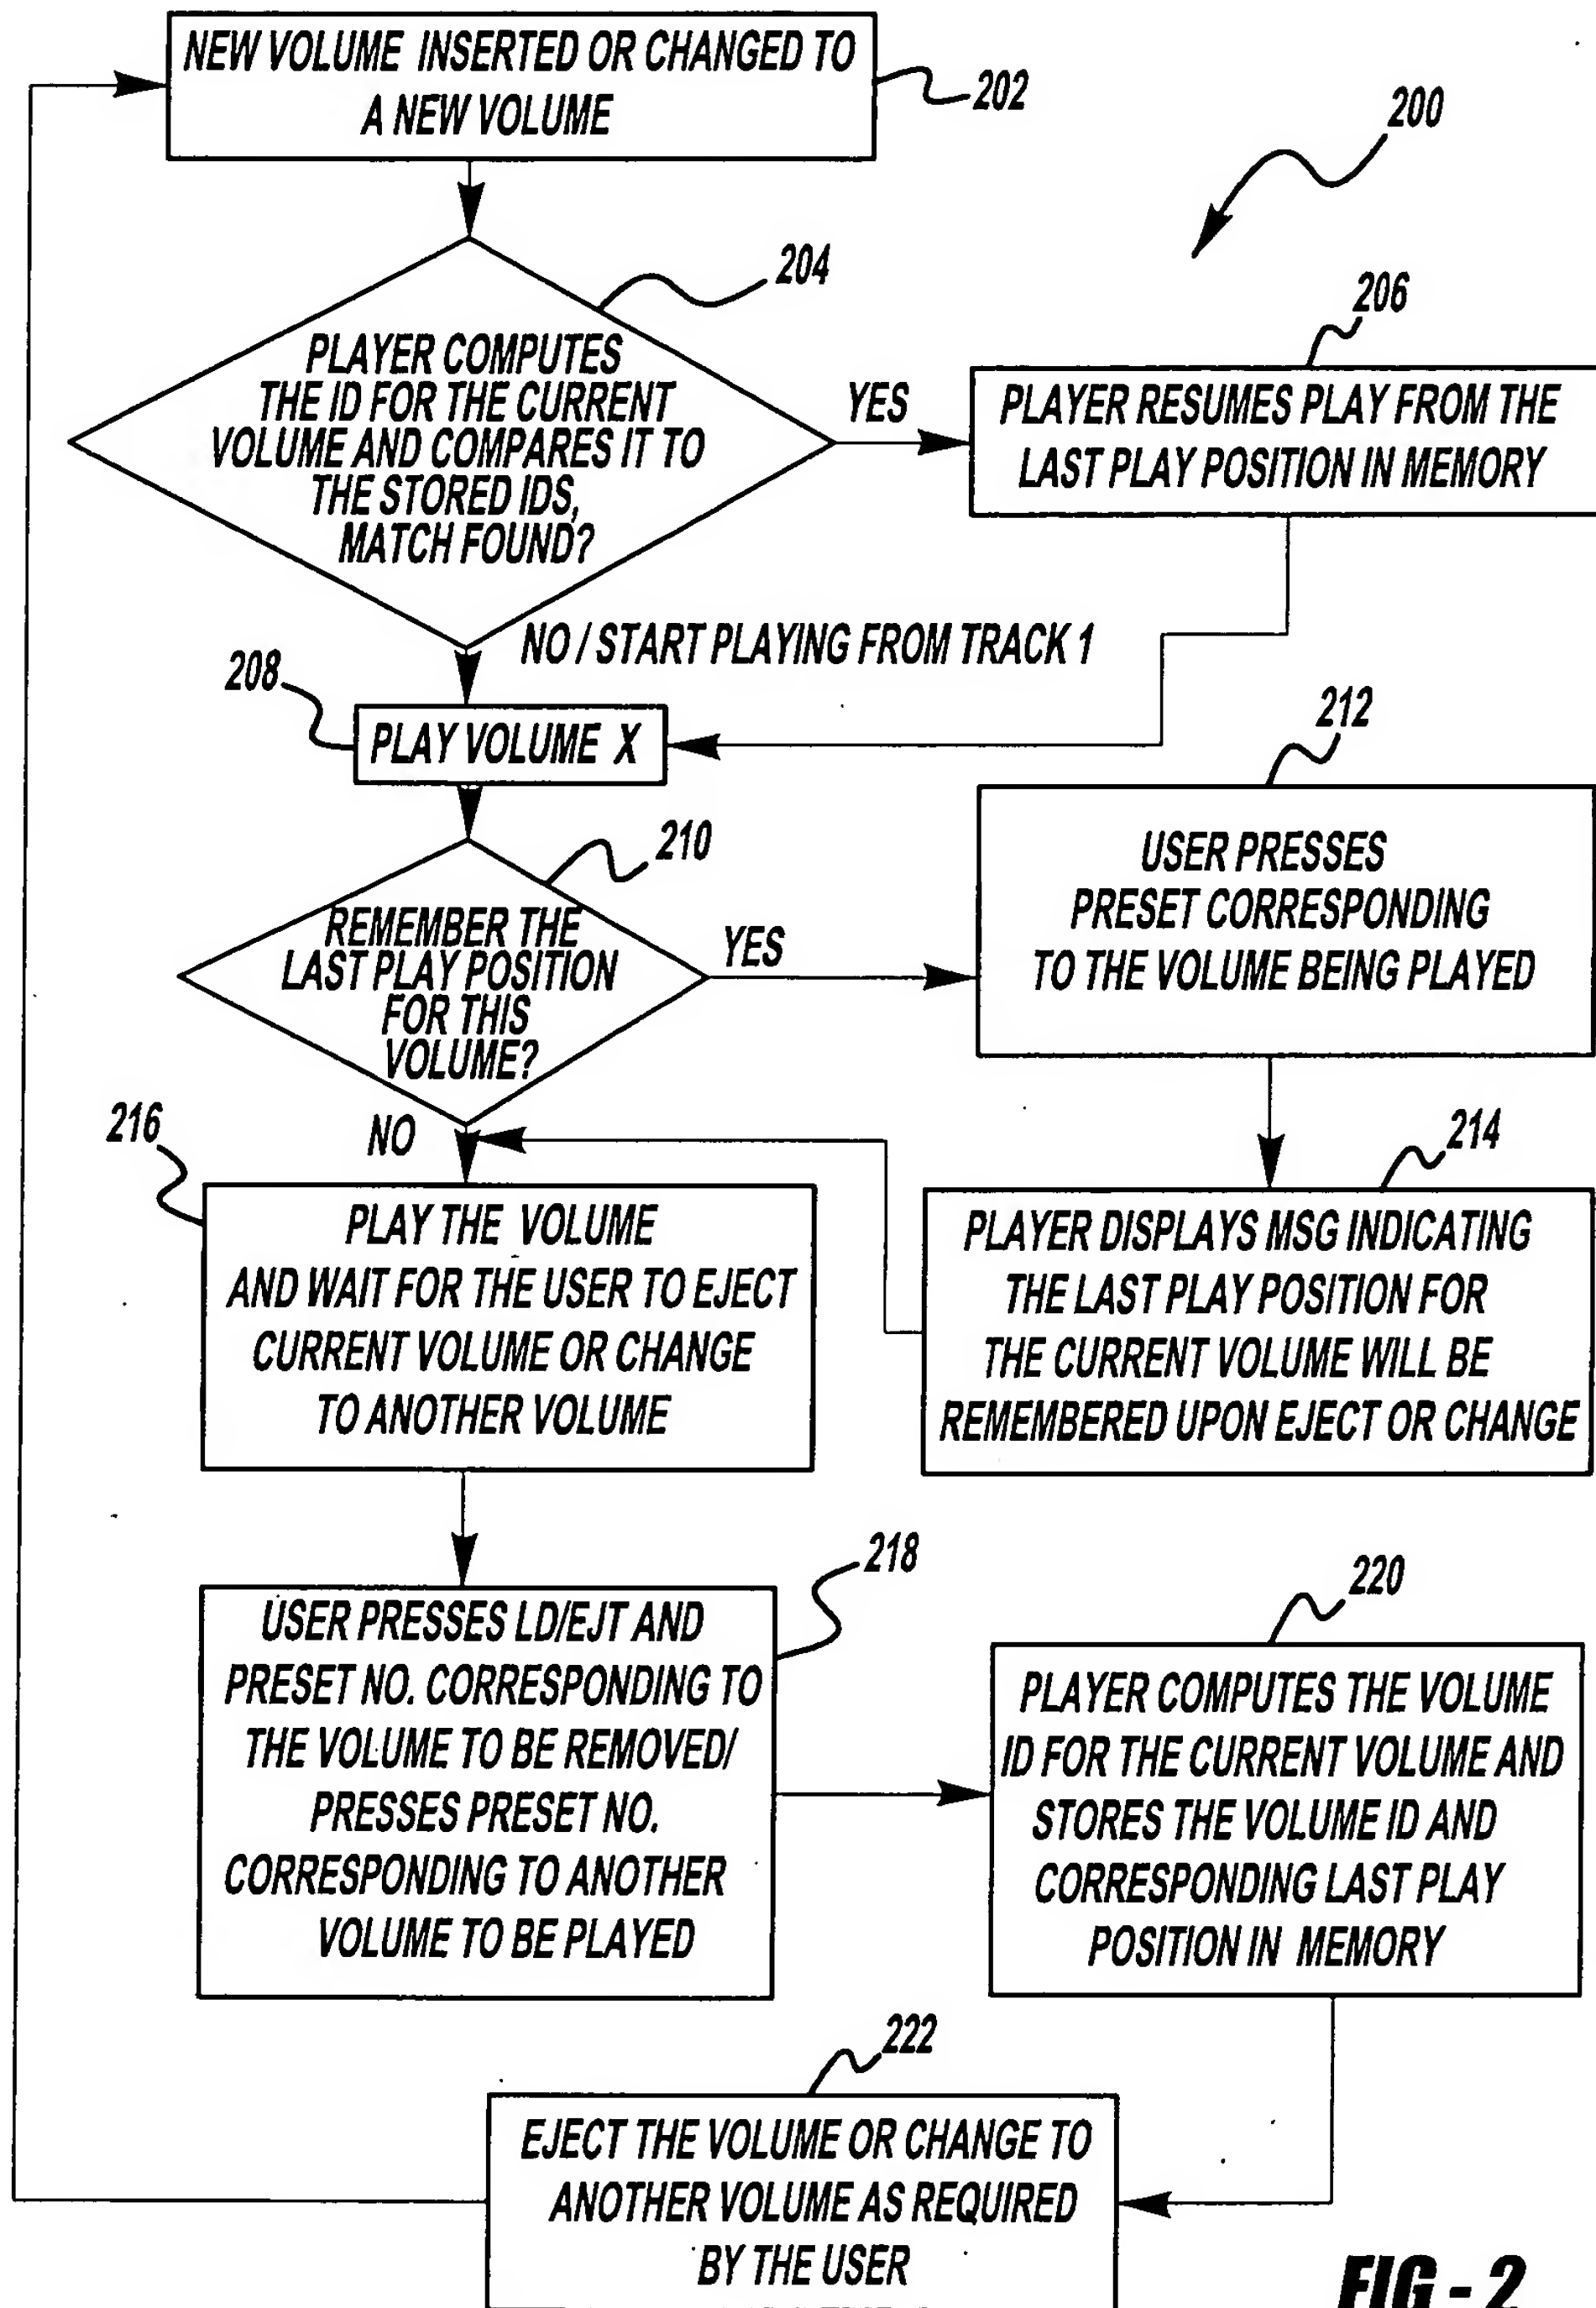 NEW VOLUME INSERTED OR CHANGED TO
A NEW VOLUME
202
200
204
PLAYER COMPUTES
THE ID FOR THE CURRENT
VOLUME AND COMPARES IT TO
THE STORED IDS,
MATCH FOUND?
YES
206
PLAYER RESUMES PLAY FROM THE
LAST PLAY POSITION IN MEMORY
NO / START PLAYING FROM TRACK 1
208
PLAY VOLUME X
210
REMEMBER THE
LAST PLAY POSITION
FOR THIS
VOLUME?
YES
212
USER PRESSES
PRESET CORRESPONDING
TO THE VOLUME BEING PLAYED
NO
214
PLAYER DISPLAYS MSG INDICATING
THE LAST PLAY POSITION FOR
THE CURRENT VOLUME WILL BE
REMEMBERED UPON EJECT OR CHANGE
216
PLAY THE VOLUME
AND WAIT FOR THE USER TO EJECT
CURRENT VOLUME OR CHANGE
TO ANOTHER VOLUME
218
USER PRESSES LD/EJT AND
PRESET NO. CORRESPONDING TO
THE VOLUME TO BE REMOVED/
PRESSES PRESET NO.
CORRESPONDING TO ANOTHER
VOLUME TO BE PLAYED
220
PLAYER COMPUTES THE VOLUME
ID FOR THE CURRENT VOLUME AND
STORES THE VOLUME ID AND
CORRESPONDING LAST PLAY
POSITION IN MEMORY
222
EJECT THE VOLUME OR CHANGE TO
ANOTHER VOLUME AS REQUIRED
BY THE USER
FIG - 2